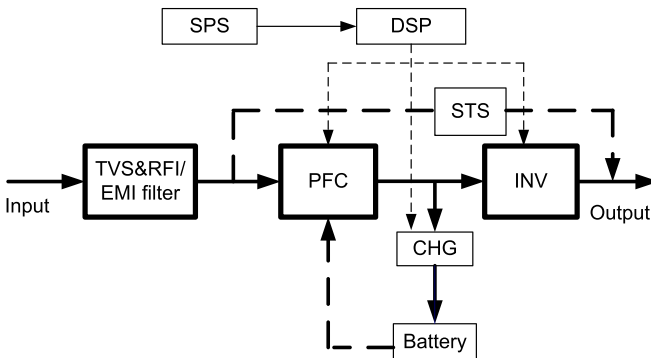 SPS
DSP
STS
TVS&RFI/
EMI filter
PFC
INV
Input
Output
CHG
Battery